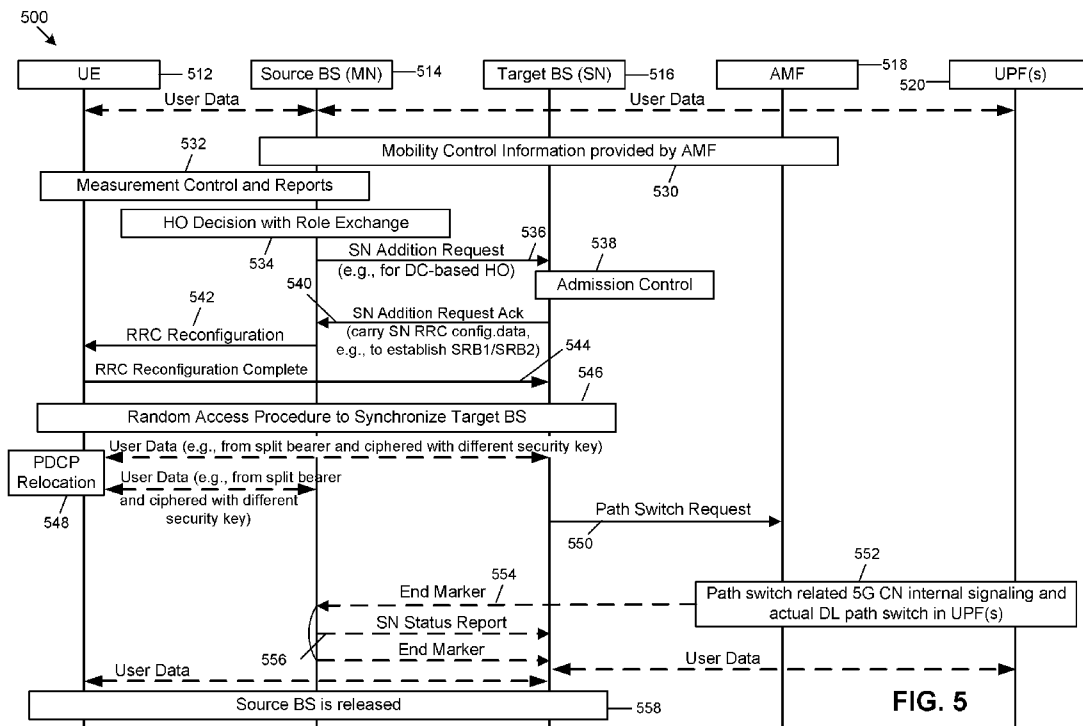 500
UE
512
Source BS (MN)
514
Target BS (SN)
516
AMF
518
520
UPF(s)
User Data
User Data
532
Mobility Control Information provided by AMF
530
Measurement Control and Reports
HO Decision with Role Exchange
534
SN Addition Request
(e.g., for DC-based HO)
536
538
Admission Control
540
542
SN Addition Request Ack
(carry SN RRC config.data,
e.g., to establish SRB1/SRB2)
RRC Reconfiguration
544
RRC Reconfiguration Complete
546
Random Access Procedure to Synchronize Target BS
User Data (e.g., from split bearer and ciphered with different security key)
PDCP
Relocation
548
User Data (e.g., from split bearer
and ciphered with different
security key)
Path Switch Request
550
552
Path switch related 5G CN internal signaling and
actual DL path switch in UPF(s)
554
End Marker
SN Status Report
556
End Marker
User Data
User Data
Source BS is released
558
FIG. 5